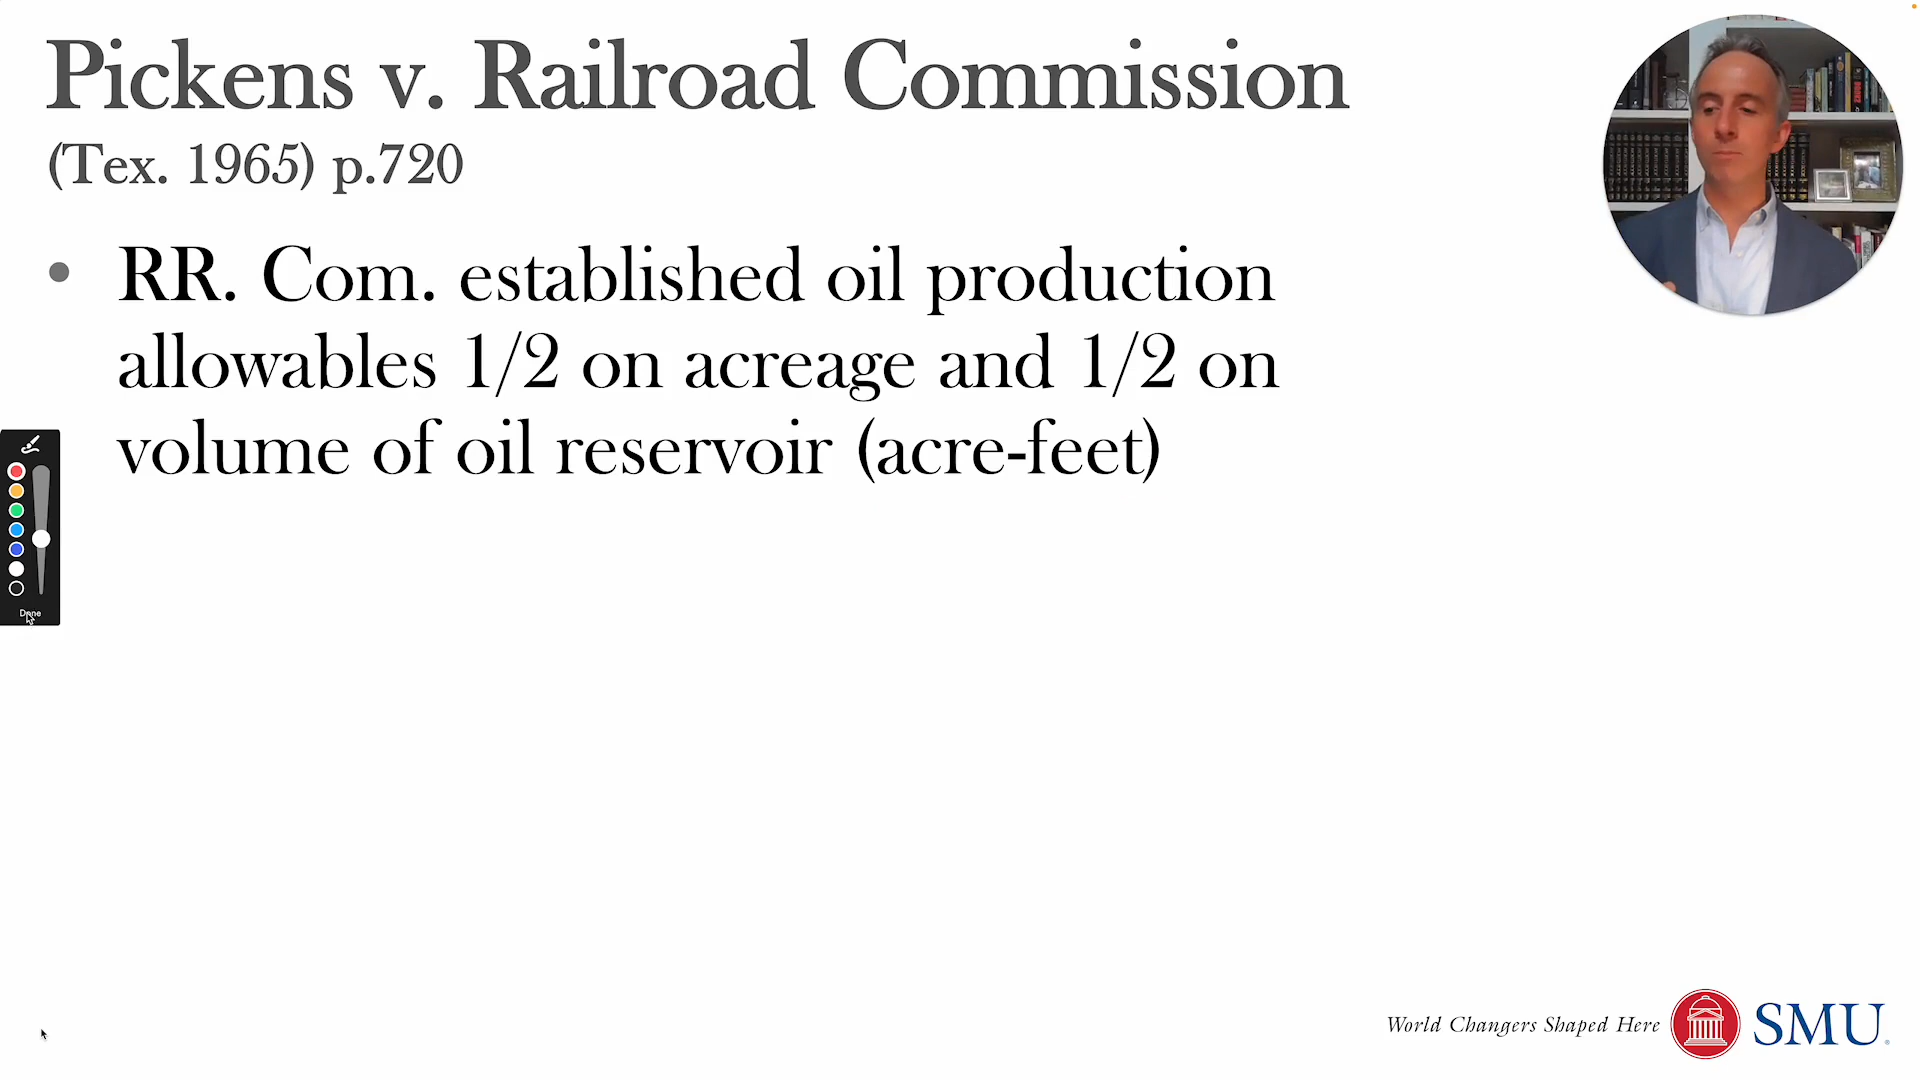 Pickens v. Railroad Commission
(Tex. 1965) p.720
• RR. Com. established oil production
allowables 1/2 on acreage and 1/2 on
volume of oil reservoir (acre-feet)
Done
World Changers Shaped Here
SMU